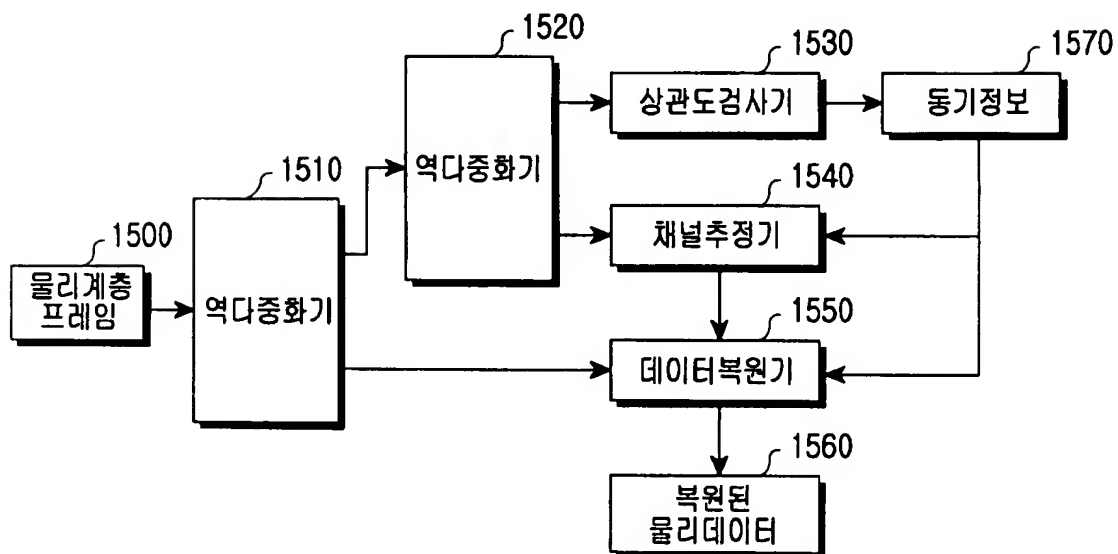 1520
1530
1570
상관도검사기
동기정보
역다중화기
1510
1540
1500
채널추정기
물리계층
프레임
역다중화기
1550
데이터복원기
1560
복원된
물리데이터